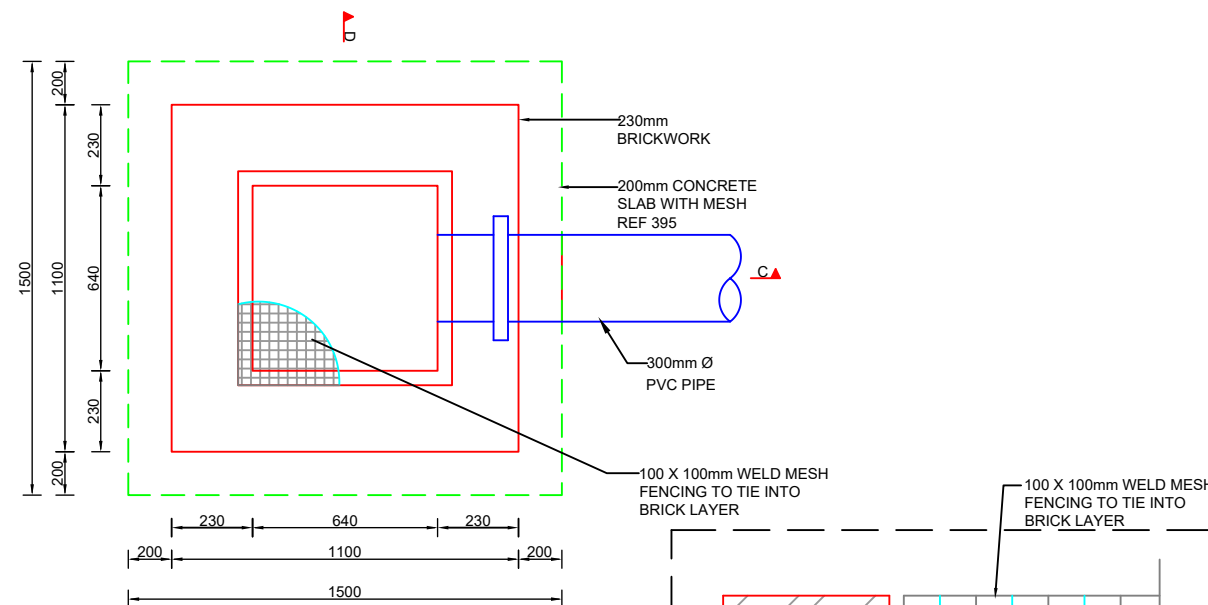 D
200
230
230mm
BRICKWORK
200mm CONCRETE
SLAB WITH MESH
REF 395
1500
1100
640
C
300mm Ø
PVC PIPE
230
200
100 X 100mm WELD MESH
FENCING TO TIE INTO
BRICK LAYER
100 X 100mm WELD MESH
FENCING TO TIE INTO
BRICK LAYER
230
640
230
200
1100
200
1500